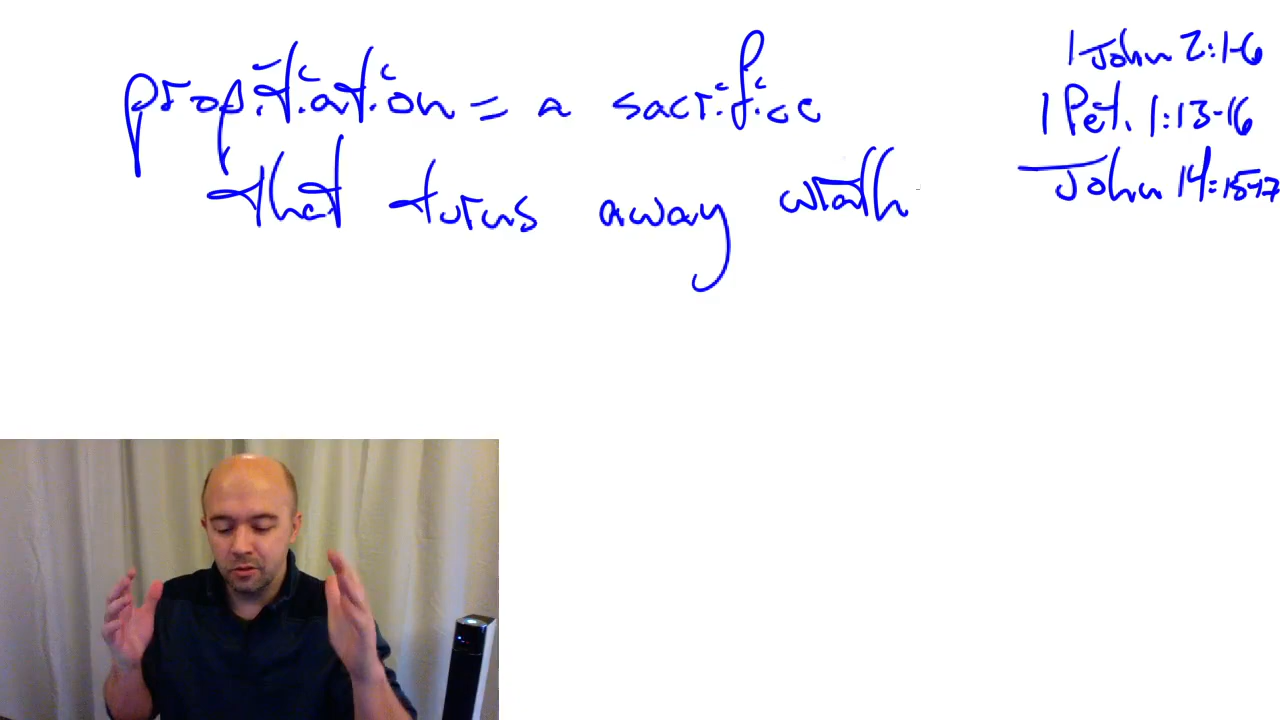 propitiation = a sacrifice
that turns away wrath
1 John 2:1-6
1 Pet. 1:13-16
John 14:15-17